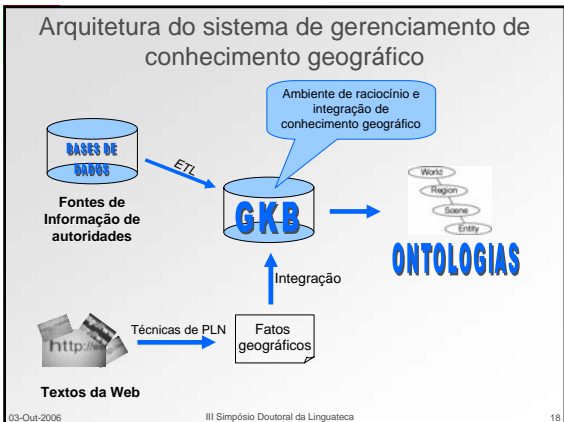 Arquitetura do sistema de gerenciamento de
conhecimento geográfico
Ambiente de raciocínio e
integração de
conhecimento geográfico
BASES DE
DADOS
ETL
Fontes de
Informação de
autoridades
GKB
World
Region
Scene
Entity
ONTOLOGIAS
Integração
http://w
Técnicas de PLN
Fatos
geográficos
Textos da Web
03-Out-2006
III Simpósio Doutoral da Linguateca
18